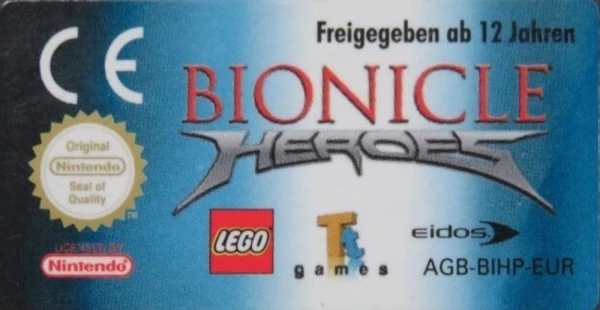 CE
Freigegeben ab 12 Jahren
BIONICLE
HEROES
Original
Nintendo
Seal of
Quality
TM
LICENSED BY
Nintendo
LEGO
Tt
games
eidos
AGB-BIHP-EUR